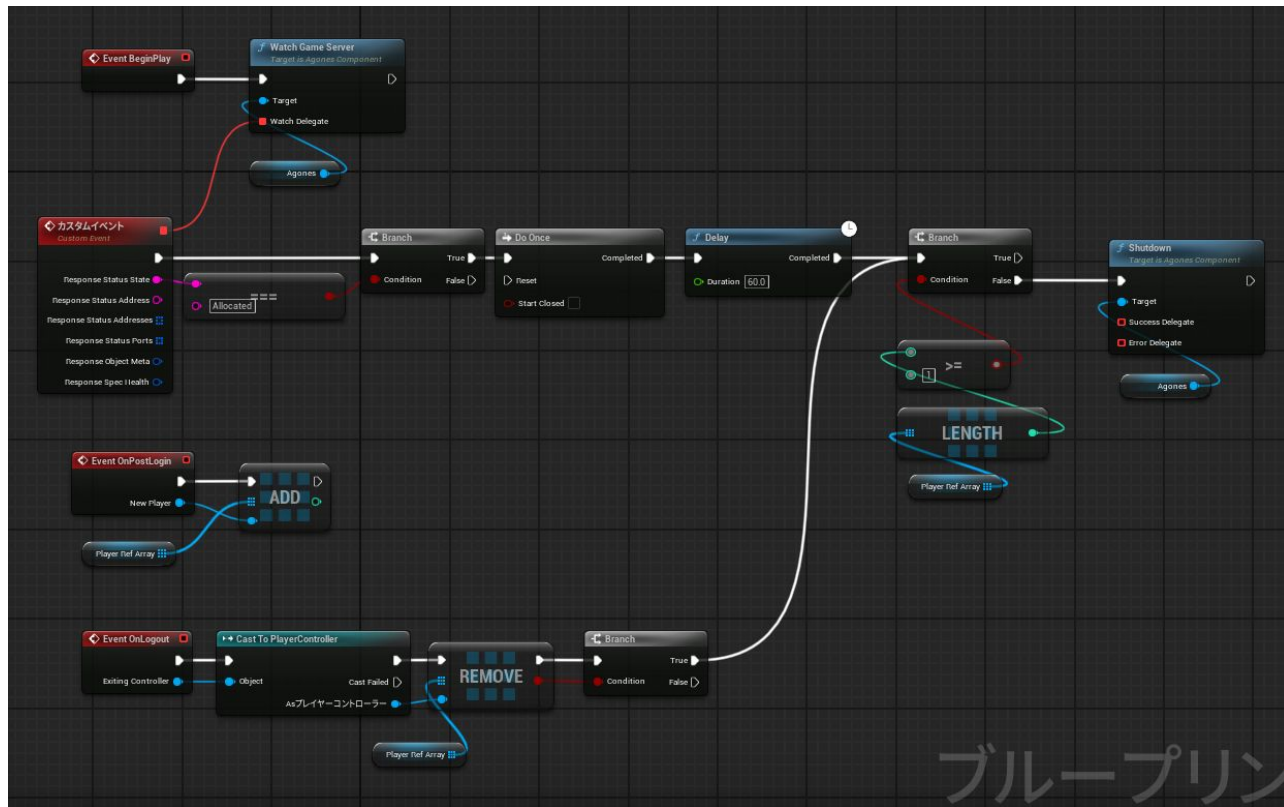 Event BeginPlay
Watch Game Server
Target is Agones Component
Target
Watch Delegate
Agones
カスタムイベント
Custom Event
Response Status State
Response Status Address
Response Status Addresses
Response Status Ports
Response Object Meta
Response Spec Health
===
Allocated
Branch
Condition
True
False
Do Once
Reset
Start Closed
Completed
Delay
Duration 60.0
Completed
Branch
Condition
True
False
Shutdown
Target is Agones Component
Target
Success Delegate
Error Delegate
Agones
>=
1
LENGTH
Player Ref Array
Event OnPostLogin
New Player
ADD
Player Ref Array
Event OnLogout
Exiting Controller
Cast To PlayerController
Object
Cast Failed
Asプレイヤーコントローラー
REMOVE
Player Ref Array
Branch
Condition
True
False
ブループリン